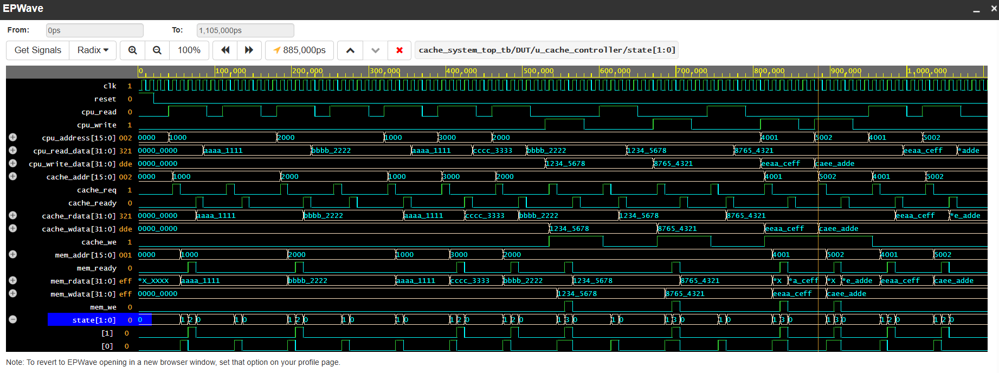 EPWave
From: 0ps To: 1,105,000ps
Get Signals Radix 100% 885,000ps cache_system_top_tb/DUT/u_cache_controller/state[1:0]
0 100,000 200,000 300,000 400,000 500,000 600,000 700,000 800,000 900,000 1,000,000
clk 1
reset 0
cpu_read 0
cpu_write 1
cpu_address[15:0] 002 0000 1000 2000 1000 3000 2000 4001 5002 4001 5002
cpu_read_data[31:0] 321 0000_0000 aaaa_1111 bbbb_2222 aaaa_1111 cccc_3333 bbbb_2222 1234_5678 8765_4321 eeaa_ceff *adde
cpu_write_data[31:0] dde 0000_0000 1234_5678 8765_4321 eeaa_ceff caee_adde
cache_addr[15:0] 002 0000 1000 2000 1000 3000 2000 4001 5002 4001 5002
cache_req 1
cache_ready 0
cache_rdata[31:0] 321 0000_0000 aaaa_1111 bbbb_2222 aaaa_1111 cccc_3333 bbbb_2222 1234_5678 8765_4321 eeaa_ceff *e_adde
cache_wdata[31:0] dde 0000_0000 1234_5678 8765_4321 eeaa_ceff caee_adde
cache_we 1
mem_addr[15:0] 001 0000 1000 2000 1000 3000 2000 4001 5002 4001 5002
mem_ready 0
mem_rdata[31:0] eff *X_XXXX aaaa_1111 bbbb_2222 aaaa_1111 cccc_3333 bbbb_2222 1234_5678 8765_4321 *X *a_ceff *X *e_adde eeaa_ceff caee_adde
mem_wdata[31:0] eff 0000_0000 1234_5678 8765_4321 eeaa_ceff caee_adde
mem_we 0
state[1:0] 0 0 1 2 0 1 0 1 2 0 1 0 1 0 1 2 0 1 2 0 1 3 0 1 0 1 3 0 1 0 1 3 0 1 3 0 1 2 0 1 2 0
[1] 0
[0] 0
Note: To revert to EPWave opening in a new browser window, set that option on your profile page.